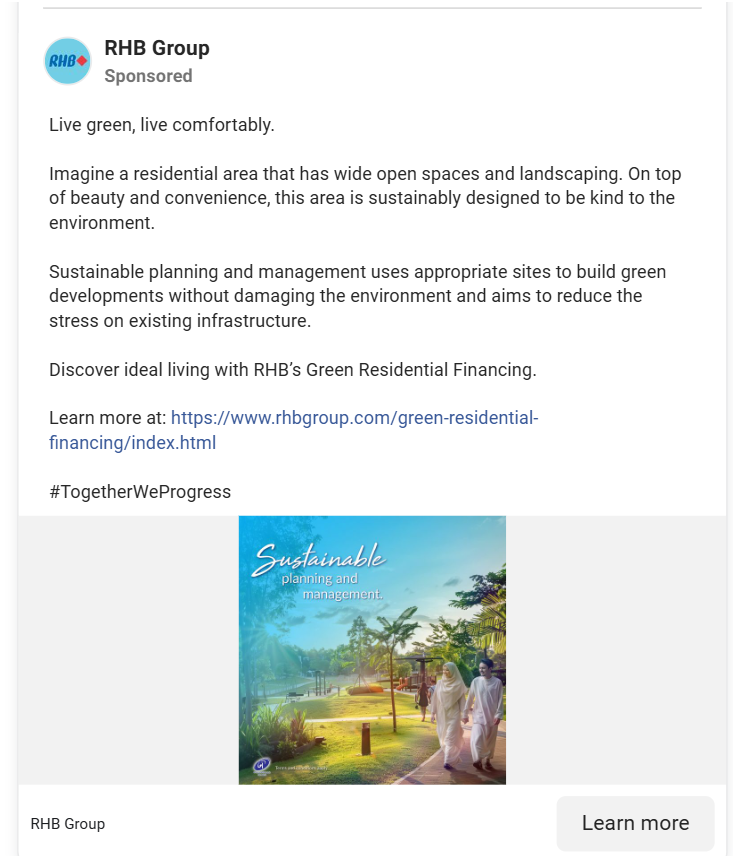 RHB
RHB Group
Sponsored
Live green, live comfortably.
Imagine a residential area that has wide open spaces and landscaping. On top
of beauty and convenience, this area is sustainably designed to be kind to the
environment.
Sustainable planning and management uses appropriate sites to build green
developments without damaging the environment and aims to reduce the
stress on existing infrastructure.
Discover ideal living with RHB’s Green Residential Financing.
Learn more at: https://www.rhbgroup.com/green-residential-
financing/index.html
#TogetherWeProgress
Sustainable
planning and
management.
RHB Group
Learn more